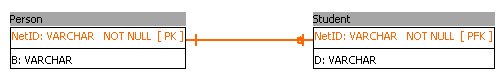 Person
NetID: VARCHAR NOT NULL [ PK ]
B: VARCHAR
Student
NetID: VARCHAR NOT NULL [ PFK ]
D: VARCHAR